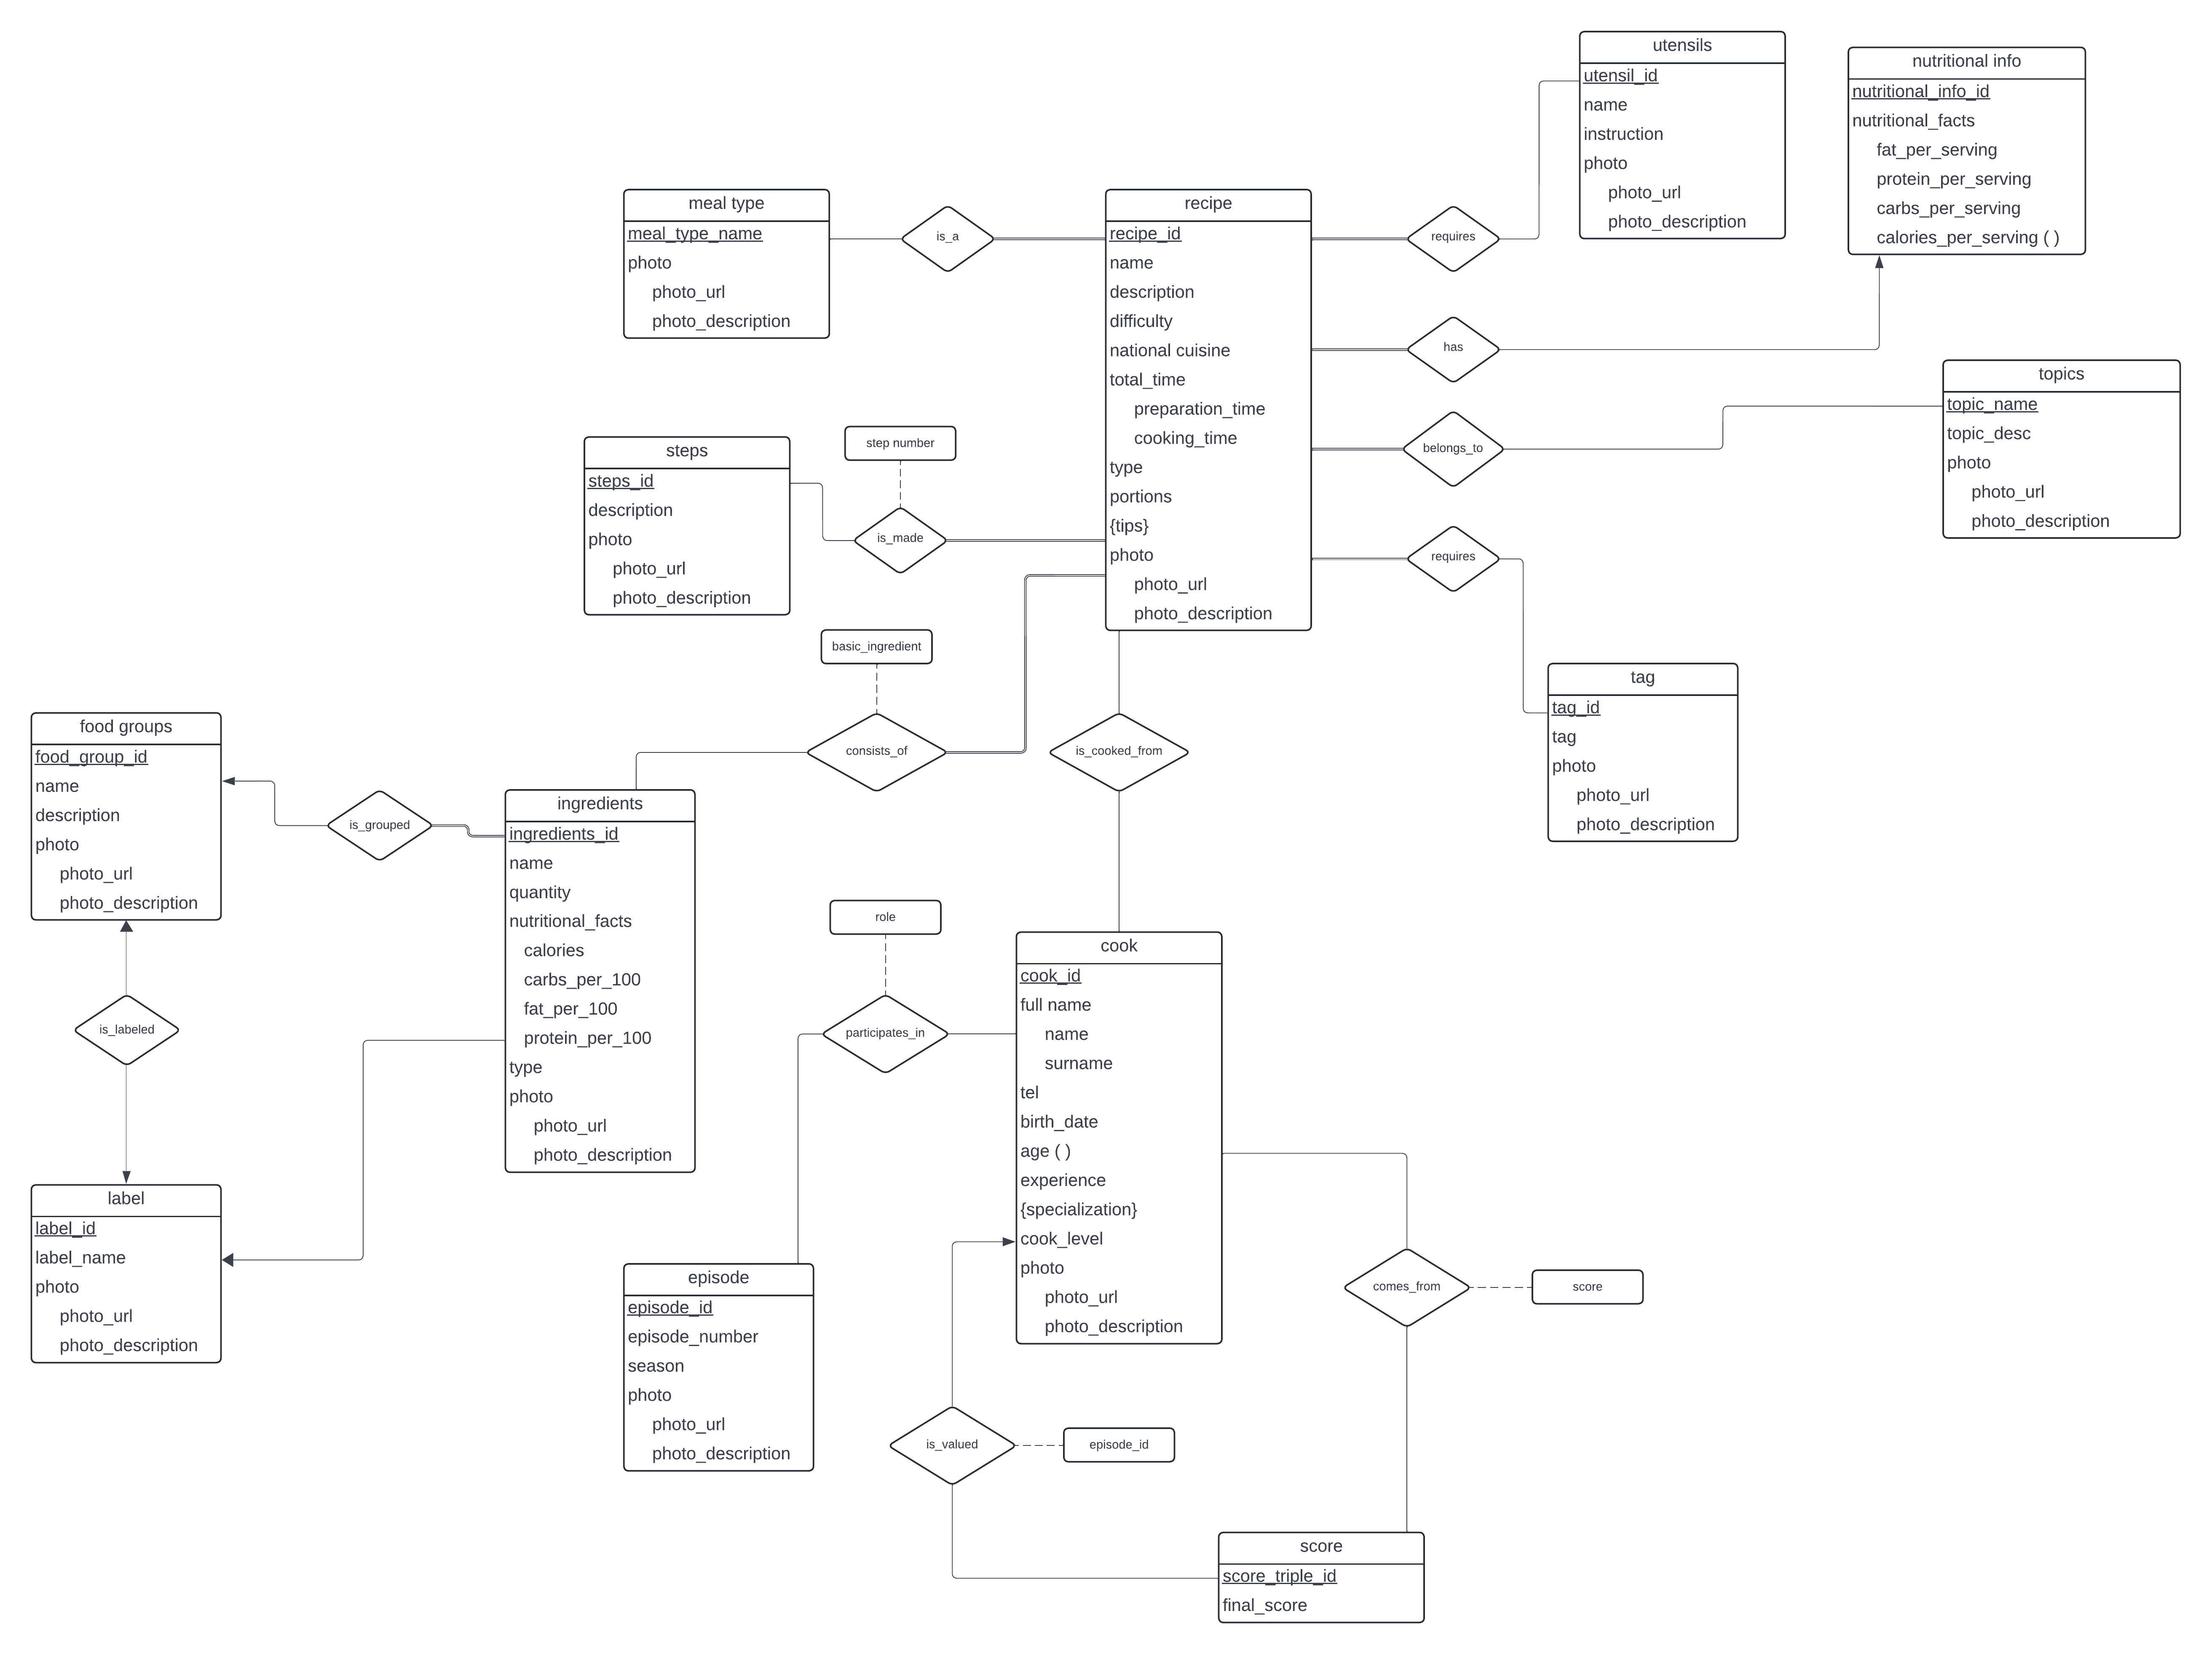 utensils
utensil_id
name
instruction
photo
photo_url
photo_description
nutritional info
nutritional_info_id
nutritional_facts
fat_per_serving
protein_per_serving
carbs_per_serving
calories_per_serving ( )
meal type
meal_type_name
photo
photo_url
photo_description
is_a
recipe
recipe_id
name
description
difficulty
national cuisine
total_time
preparation_time
cooking_time
type
portions
{tips}
photo
photo_url
photo_description
requires
has
belongs_to
requires
topics
topic_name
topic_desc
photo
photo_url
photo_description
steps
steps_id
description
photo
photo_url
photo_description
step number
is_made
basic_ingredient
consists_of
is_cooked_from
tag
tag_id
tag
photo
photo_url
photo_description
food groups
food_group_id
name
description
photo
photo_url
photo_description
is_grouped
ingredients
ingredients_id
name
quantity
nutritional_facts
calories
carbs_per_100
fat_per_100
protein_per_100
type
photo
photo_url
photo_description
is_labeled
role
participates_in
cook
cook_id
full name
name
surname
tel
birth_date
age ( )
experience
{specialization}
cook_level
photo
photo_url
photo_description
label
label_id
label_name
photo
photo_url
photo_description
episode
episode_id
episode_number
season
photo
photo_url
photo_description
comes_from
score
is_valued
episode_id
score
score_triple_id
final_score